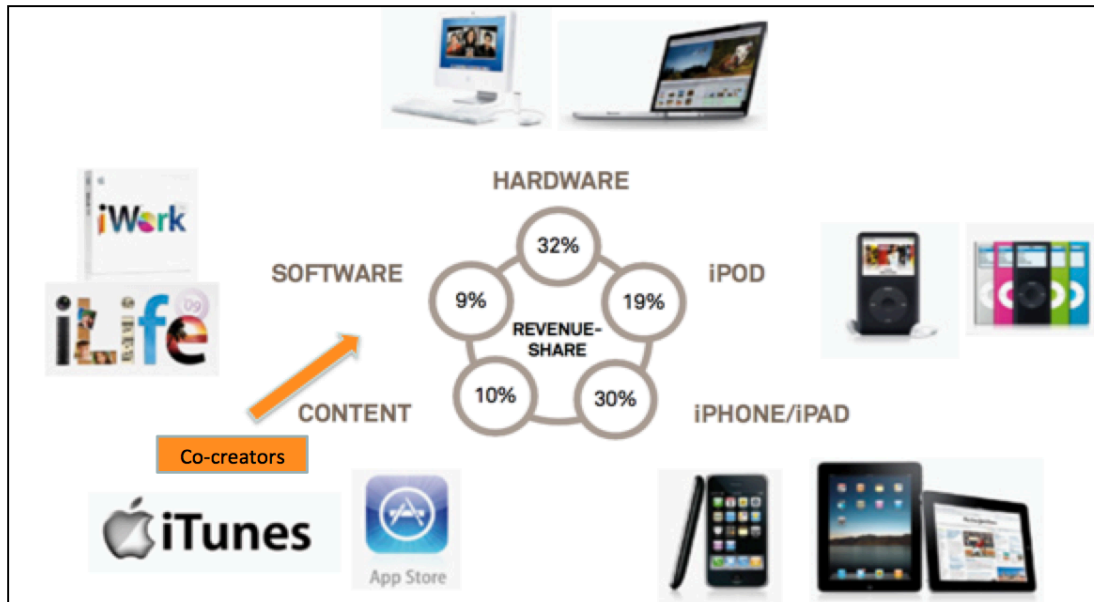 HARDWARE
iWork
32%
SOFTWARE
iPOD
9%
19%
iLife
'09
REVENUE-
SHARE
10%
30%
CONTENT
iPHONE/iPAD
Co-creators
iTunes
App Store